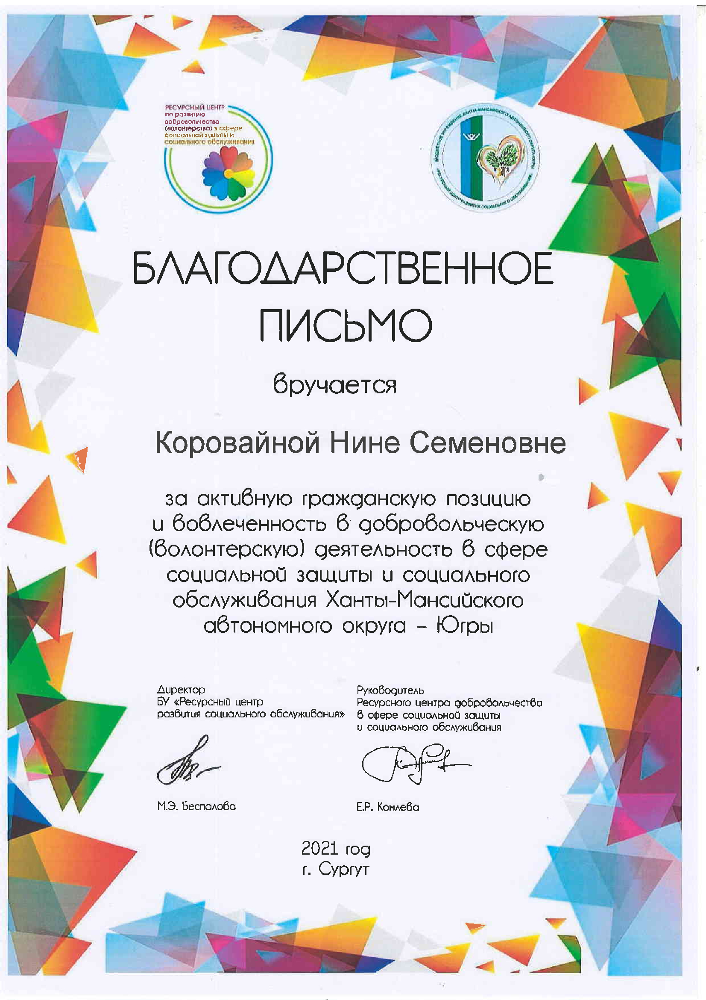 РЕСУРСНЫЙ ЦЕНТР
по развитию
добровольчества
(волонтерства) в сфере
социальной защиты и
социального обслуживания
БЮДЖЕТНОЕ УЧРЕЖДЕНИЕ ХАНТЫ-МАНСИЙСКОГО АВТОНОМНОГО ОКРУГА-ЮГРЫ
РЕСУРСНЫЙ ЦЕНТР РАЗВИТИЯ СОЦИАЛЬНОГО ОБСЛУЖИВАНИЯ
БЛАГОДАРСТВЕННОЕ
ПИСЬМО
вручается
Коровайной Нине Семеновне
за активную гражданскую позицию
и вовлеченность в добровольческую
(волонтерскую) деятельность в сфере
социальной защиты и социального
обслуживания Ханты-Мансийского
автономного округа – Югры
Директор
БУ «Ресурсный центр
развития социального обслуживания»
Руководитель
Ресурсного центра добровольчества
в сфере социальной защиты
и социального обслуживания
М.Э. Беспалова
Е.Р. Комлева
2021 год
г. Сургут